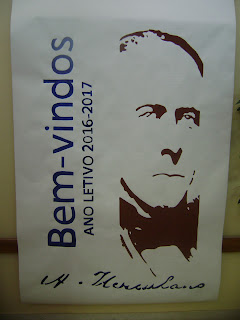 Bem-vindos
ANO LETIVO 2016-2017
A. Herculano